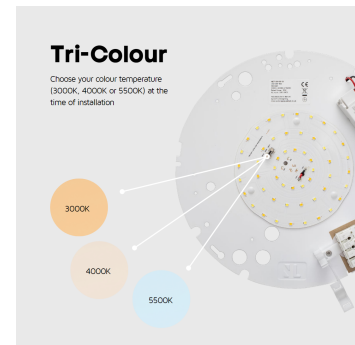 Tri-Colour
Choose your colour temperature
(3000K, 4000K or 5500K) at the
time of installation
3000K
4000K
5500K